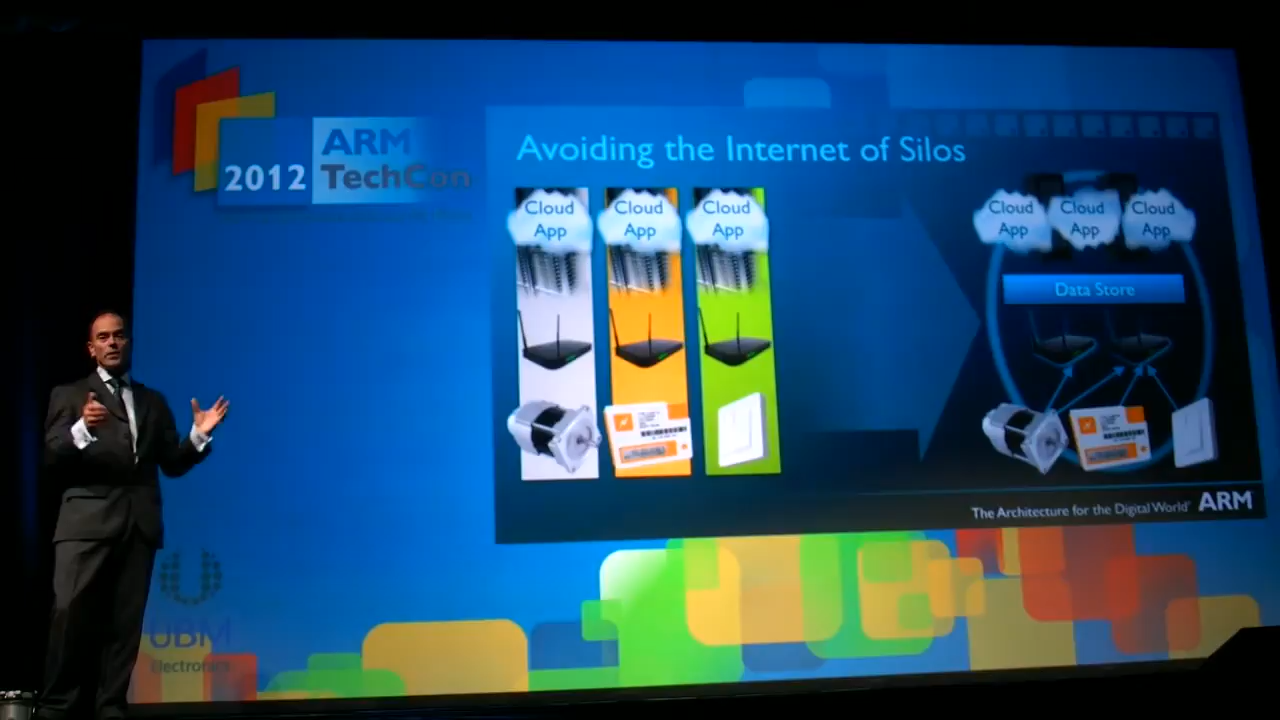 ARM
2012 TechCon
Avoiding the Internet of Silos
Cloud App
Cloud App
Cloud App
Cloud App
Cloud App
Cloud App
Data Store
The Architecture for the Digital World® ARM
UBM
Electronics